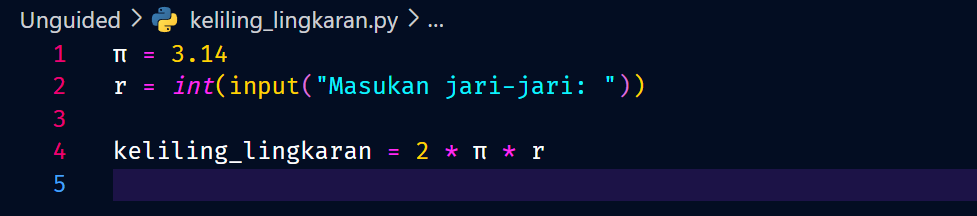 Unguided > keliling_lingkaran.py > ...
1 π = 3.14
2 r = int(input("Masukan jari-jari: "))
3
4 keliling_lingkaran = 2 * π * r
5